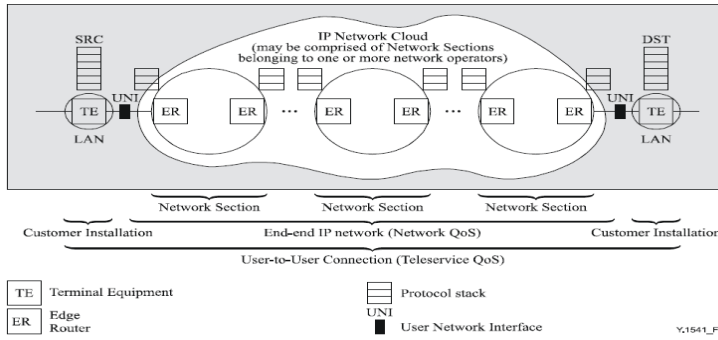 SRC
IP Network Cloud
(may be comprised of Network Sections
belonging to one or more network operators)
DST
UNI
UNI
TE
ER
ER
...
ER
ER
...
ER
ER
TE
LAN
LAN
Network Section
Network Section
Network Section
Customer Installation
End-end IP network (Network QoS)
Customer Installation
User-to-User Connection (Teleservice QoS)
TE
Terminal Equipment
Protocol stack
ER
Edge
Router
UNI
User Network Interface
Y.1541_F